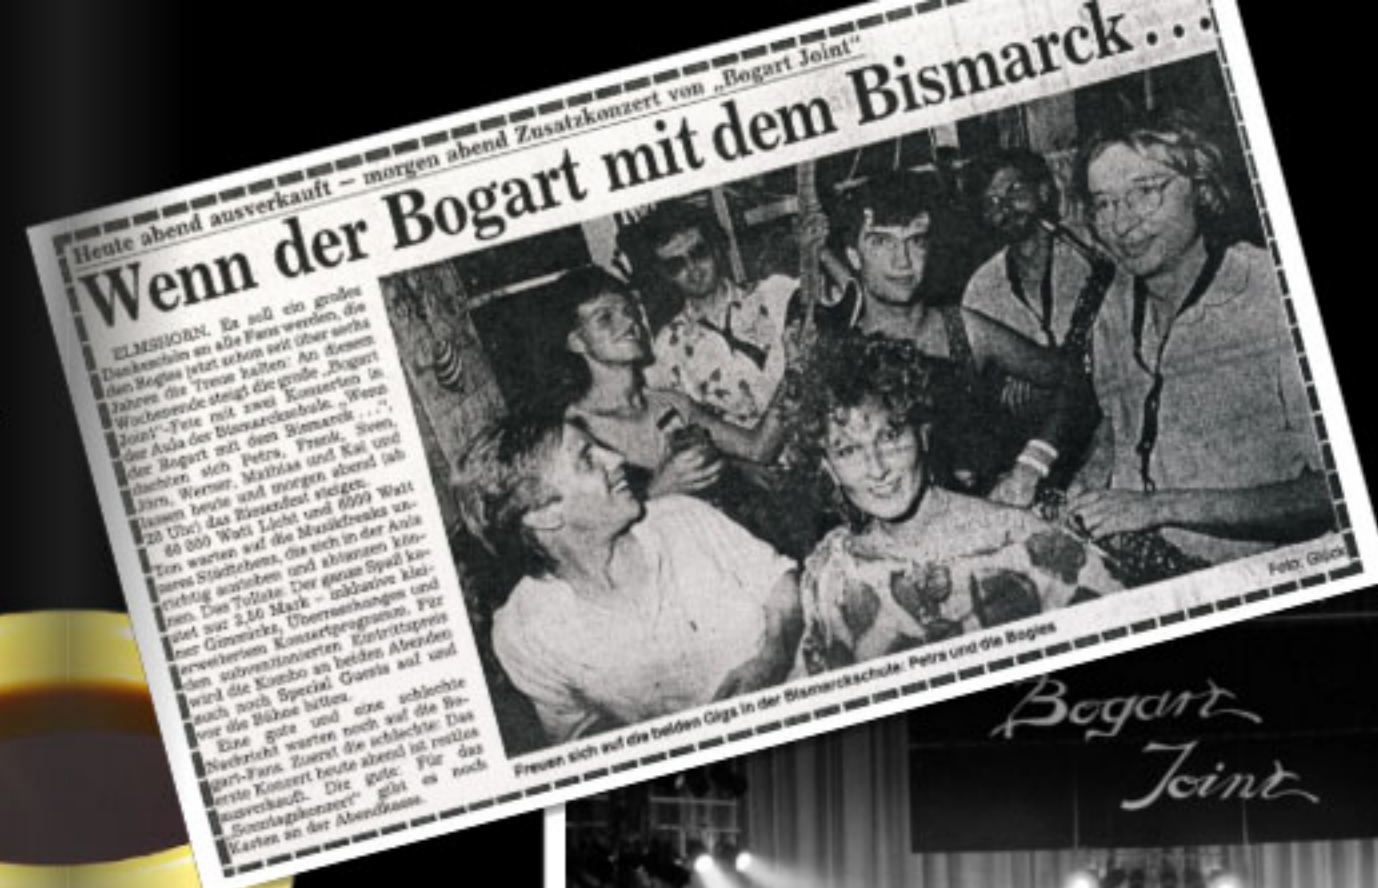 Heute abend ausverkauft – morgen abend Zusatzkonzert von „Bogart Joint“
Wenn der Bogart mit dem Bismarck...
ELMSHORN. Es soll ein großes
Dankeschön an alle Fans werden, die
den Bogies jetzt schon seit über sechs
Jahren die Treue halten: An diesem
Wochenende steigt die große „Bogart
Joint“-Fete mit zwei Konzerten in
der Aula der Bismarckschule. „Wenn
der Bogart mit dem Bismarck ...“,
dachten sich Petra, Frank, Sven,
Jörn, Werner, Mathias und Kai und
lassen heute und morgen abend (ab
20 Uhr) das Riesenfest steigen.
60 000 Watt Licht und 6000 Watt
Ton warten auf die Musikfreaks un-
seres Städtchens, die sich in der Aula
richtig austoben und abtanzen kön-
nen. Das Tollste: Der ganze Spaß ko-
stet nur 2,50 Mark – inklusive klei-
ner Gimmicks, Überraschungen und
erweitertem Konzertprogramm. Für
den subventionierten Eintrittspreis
wird die Kombo an beiden Abenden
auch noch Special Guests auf und
vor die Bühne bitten.
Eine gute und eine schlechte
Nachricht warten noch auf die Bo-
gart-Fans. Zuerst die schlechte: Das
erste Konzert heute abend ist restlos
ausverkauft. Die gute: Für das
„Sonntagskonzert“ gibt es noch
Karten an der Abendkasse.
Foto: Glück
Freuen sich auf die beiden Gigs in der Bismarckschule: Petra und die Bogies
Bogart
Joint